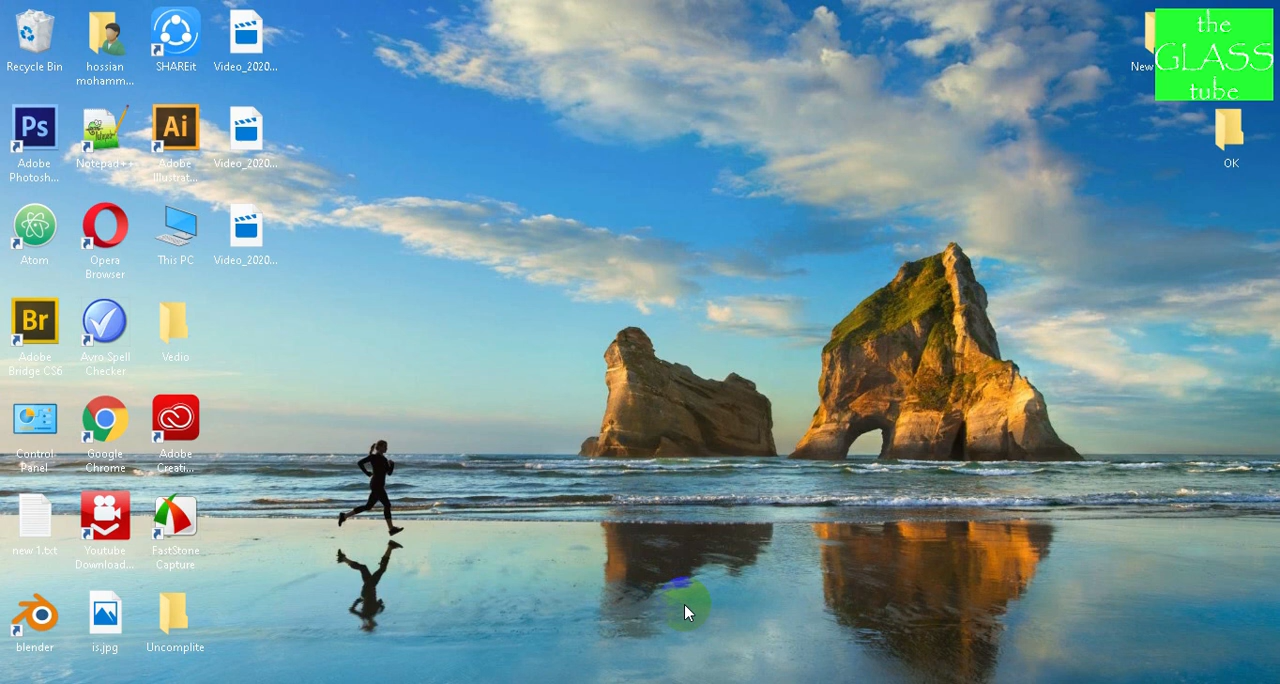 Recycle Bin
hossian
mohamm...
SHAREit
Video_2020...
New
the
GLASS
tube
Ps
Adobe
Photosh...
Notepad++
Ai
Adobe
Illustrat...
Video_2020...
OK
Atom
Opera
Browser
This PC
Video_2020...
Br
Adobe
Bridge CS6
Avro Spell
Checker
Vedio
Control
Panel
Google
Chrome
Adobe
Creati...
new 1.txt
Youtube
Download...
FastStone
Capture
blender
is.jpg
Uncomplite